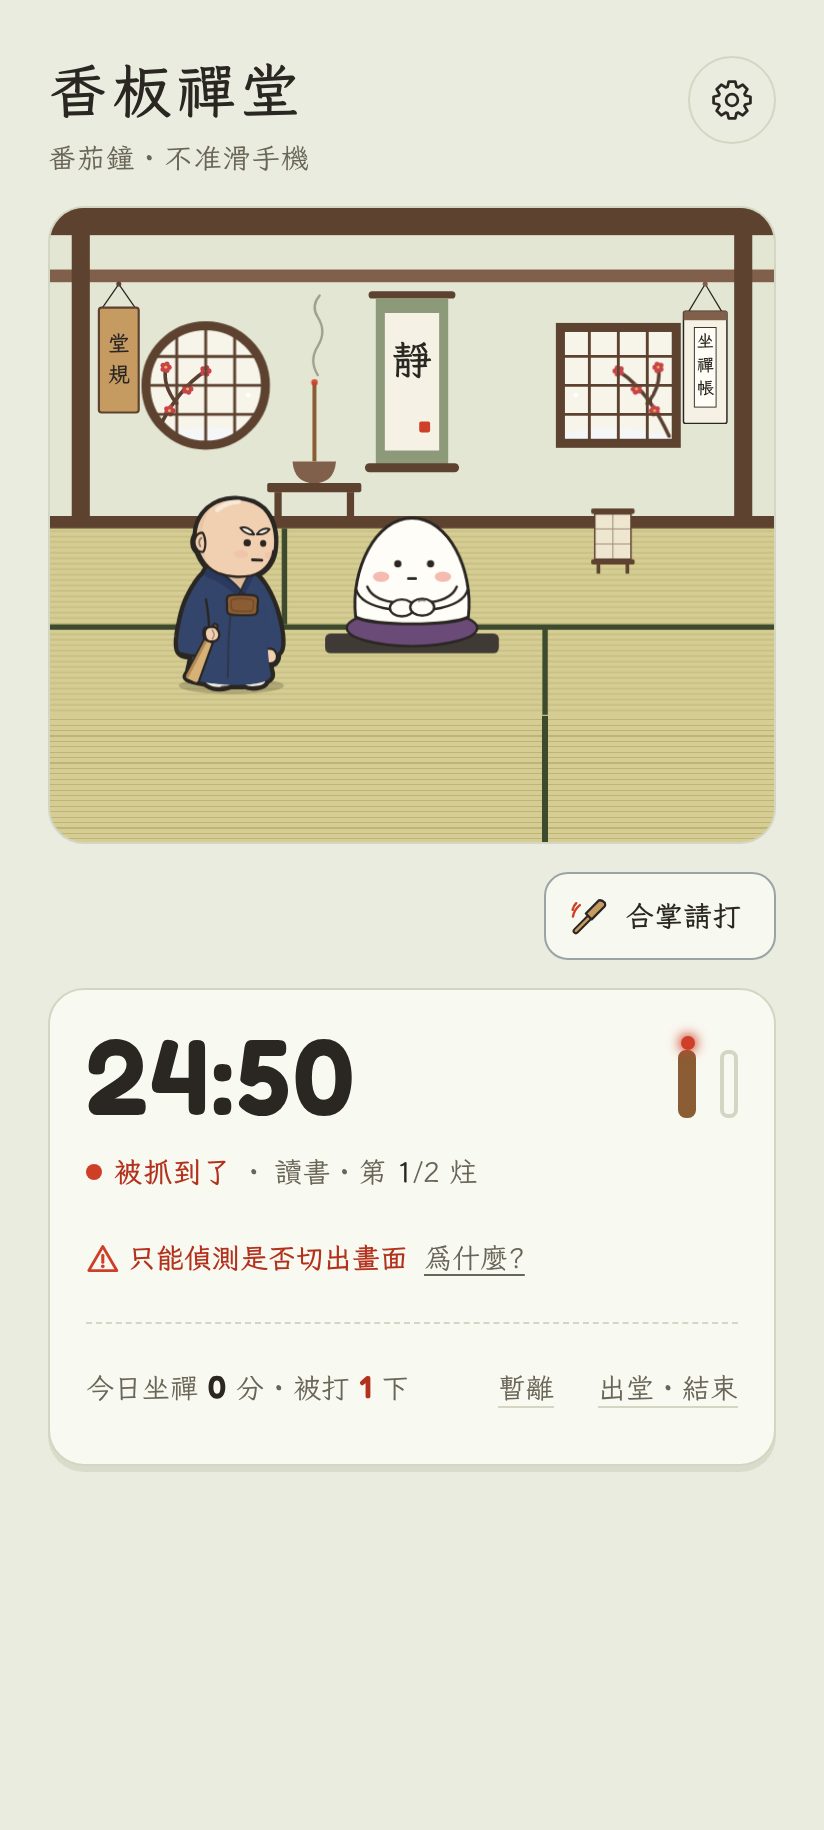 香板禪堂
番茄鐘・不准滑手機
堂規
靜
坐禪帳
合掌請打
24:50
被抓到了・讀書・第 1/2 炷
只能偵測是否切出畫面 爲什麼?
今日坐禪 0 分・被打 1 下 暫離 出堂・結束